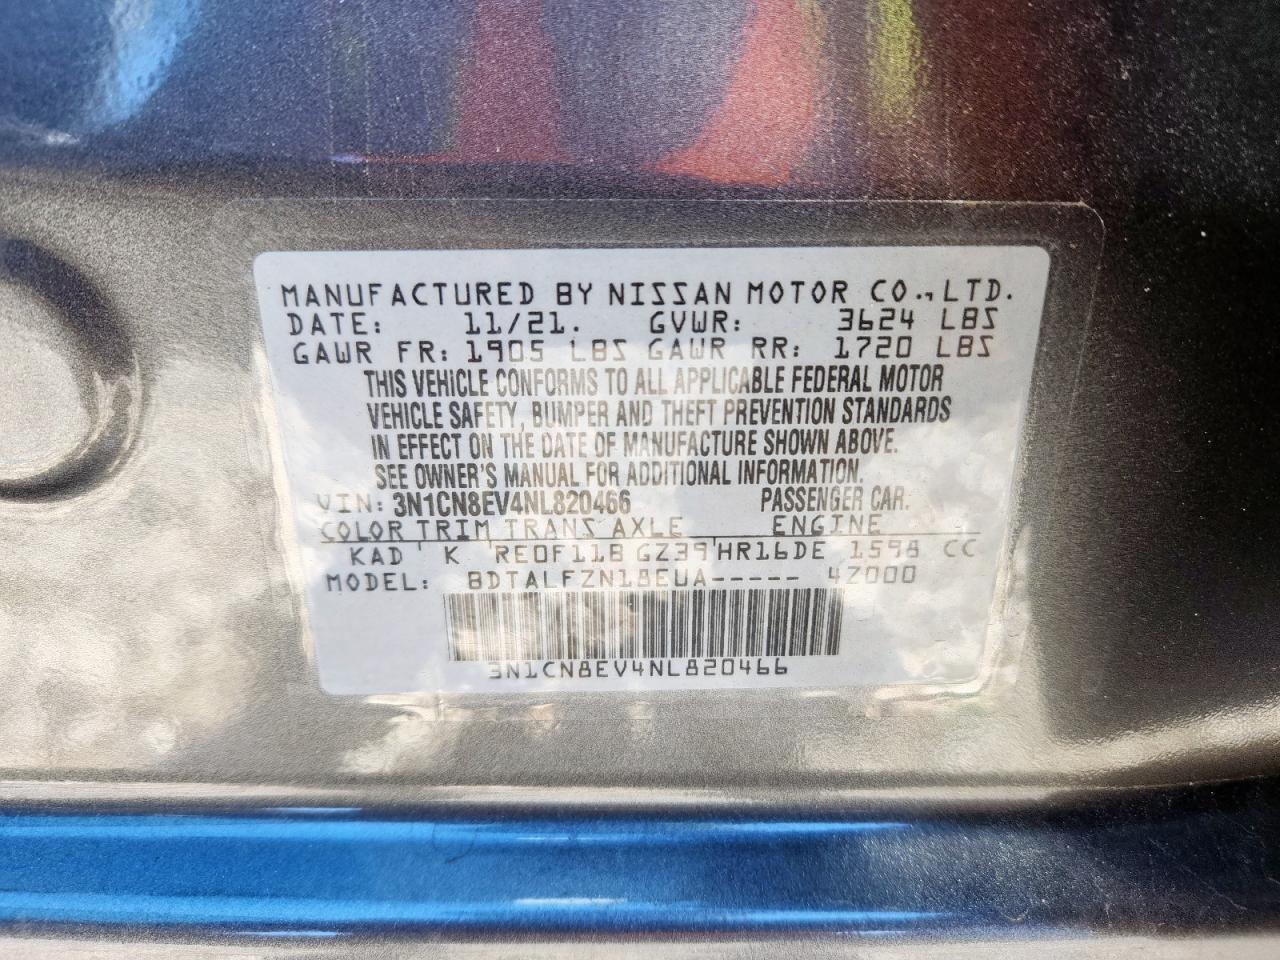 MANUFACTURED BY NISSAN MOTOR CO., LTD.
DATE: 11/21. GVWR: 3624 LBS
GAWR FR: 1905 LBS GAWR RR: 1720 LBS
THIS VEHICLE CONFORMS TO ALL APPLICABLE FEDERAL MOTOR
VEHICLE SAFETY, BUMPER AND THEFT PREVENTION STANDARDS
IN EFFECT ON THE DATE OF MANUFACTURE SHOWN ABOVE.
SEE OWNER'S MANUAL FOR ADDITIONAL INFORMATION.
VIN: 3N1CN8EV4NL820466 PASSENGER CAR.
COLOR TRIM TRANS AXLE ENGINE
KAD K RE0F11B GZ39 HR16DE 1598 CC
MODEL: BDTALFZN18EUA----- 4Z000
3N1CN8EV4NL820466